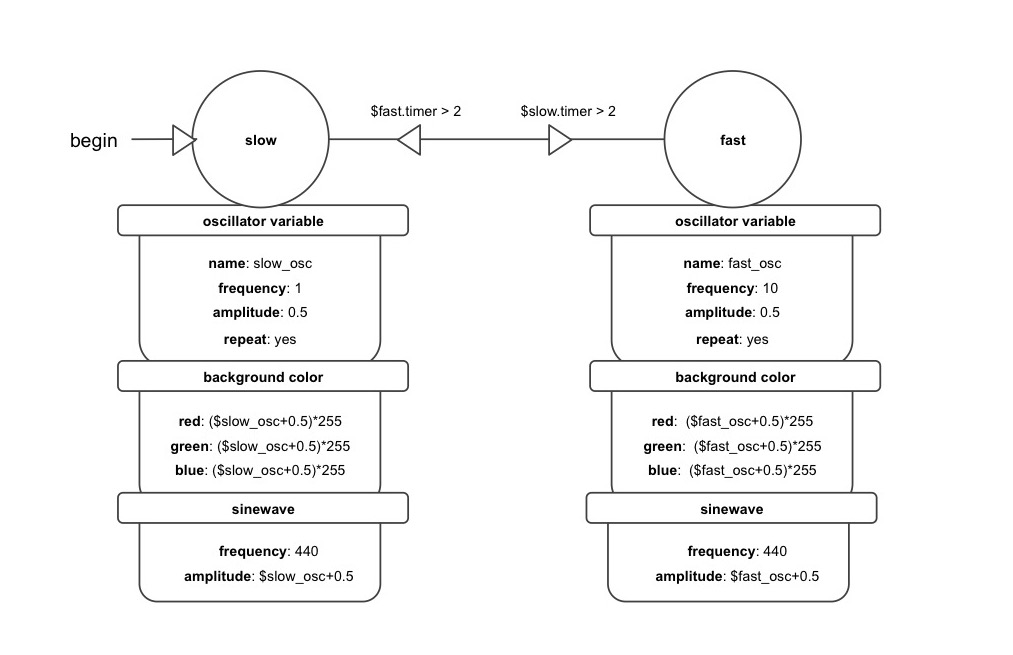 $fast.timer > 2
$slow.timer > 2
begin
slow
fast
oscillator variable
name: slow_osc
frequency: 1
amplitude: 0.5
repeat: yes
background color
red: ($slow_osc+0.5)*255
green: ($slow_osc+0.5)*255
blue: ($slow_osc+0.5)*255
sinewave
frequency: 440
amplitude: $slow_osc+0.5
oscillator variable
name: fast_osc
frequency: 10
amplitude: 0.5
repeat: yes
background color
red: ($fast_osc+0.5)*255
green: ($fast_osc+0.5)*255
blue: ($fast_osc+0.5)*255
sinewave
frequency: 440
amplitude: $fast_osc+0.5